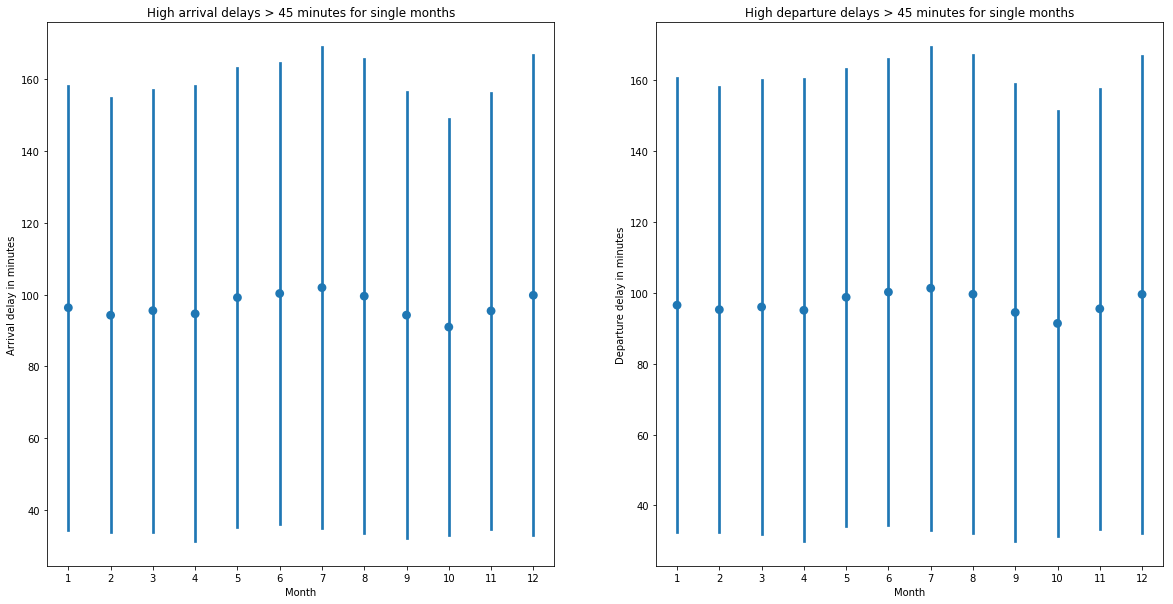 High arrival delays > 45 minutes for single months
160
140
120
100
80
60
40
Arrival delay in minutes
1 2 3 4 5 6 7 8 9 10 11 12
Month
High departure delays > 45 minutes for single months
160
140
120
100
80
60
40
Departure delay in minutes
1 2 3 4 5 6 7 8 9 10 11 12
Month